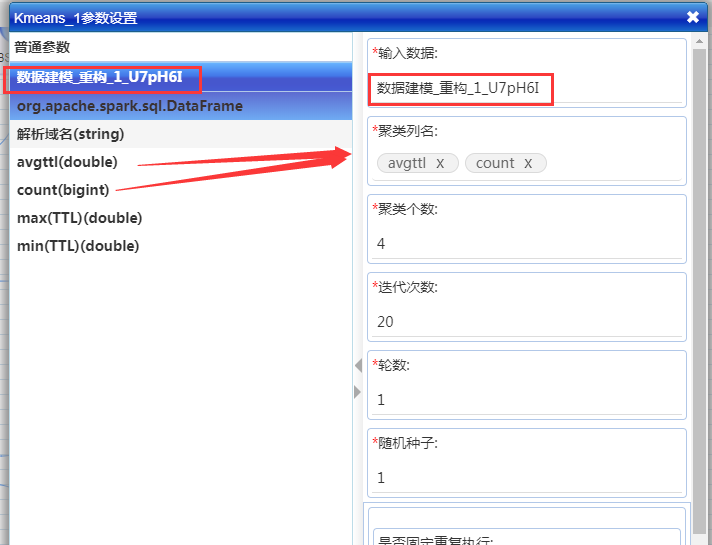 Kmeans_1参数设置
普通参数
数据建模_重构_1_U7pH6I
org.apache.spark.sql.DataFrame
解析域名(string)
avgttl(double)
count(bigint)
max(TTL)(double)
min(TTL)(double)
*输入数据:
数据建模_重构_1_U7pH6I
*聚类列名:
avgttl x count x
*聚类个数:
4
*迭代次数:
20
*轮数:
1
*随机种子:
1
是否固定重复执行: